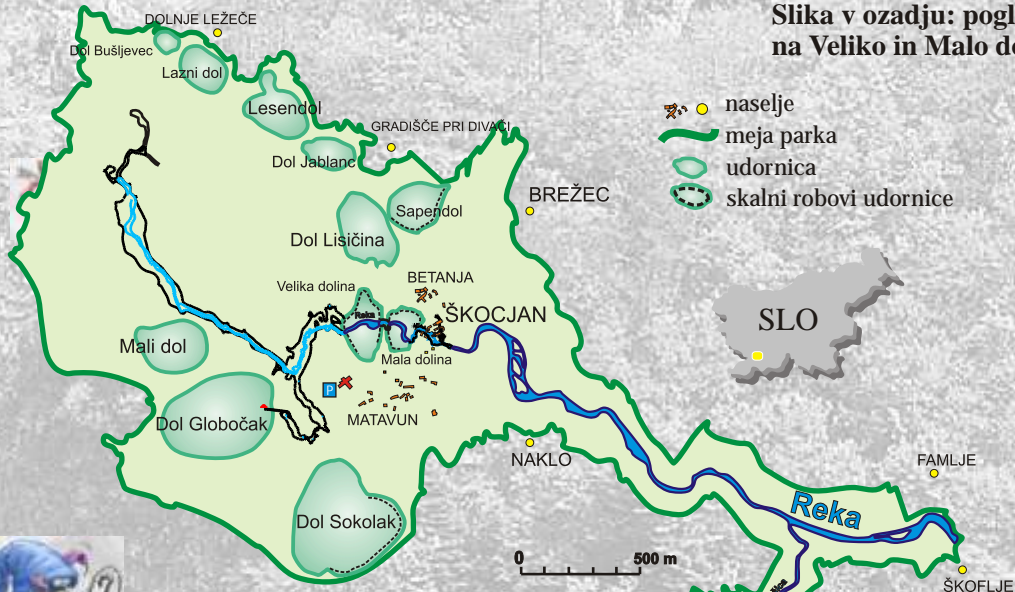 Slika v ozadju:
na Veliko in Malo
naselje
meja parka
udornica
skalni robovi udornice
SLO
DOLNJE LEŽEČE
Dol Bušljevec
Lazni dol
Lesendol
GRADIŠČE PRI DIVAČI
Dol Jablanc
BREŽEC
Sapendol
Dol Lisičina
BETANJA
Velika dolina
Reka
ŠKOCJAN
Mali dol
Mala dolina
P
Dol Globočak
MATAVUN
NAKLO
FAMLJE
Dol Sokolak
Reka
0 500 m
ŠKOFLJE